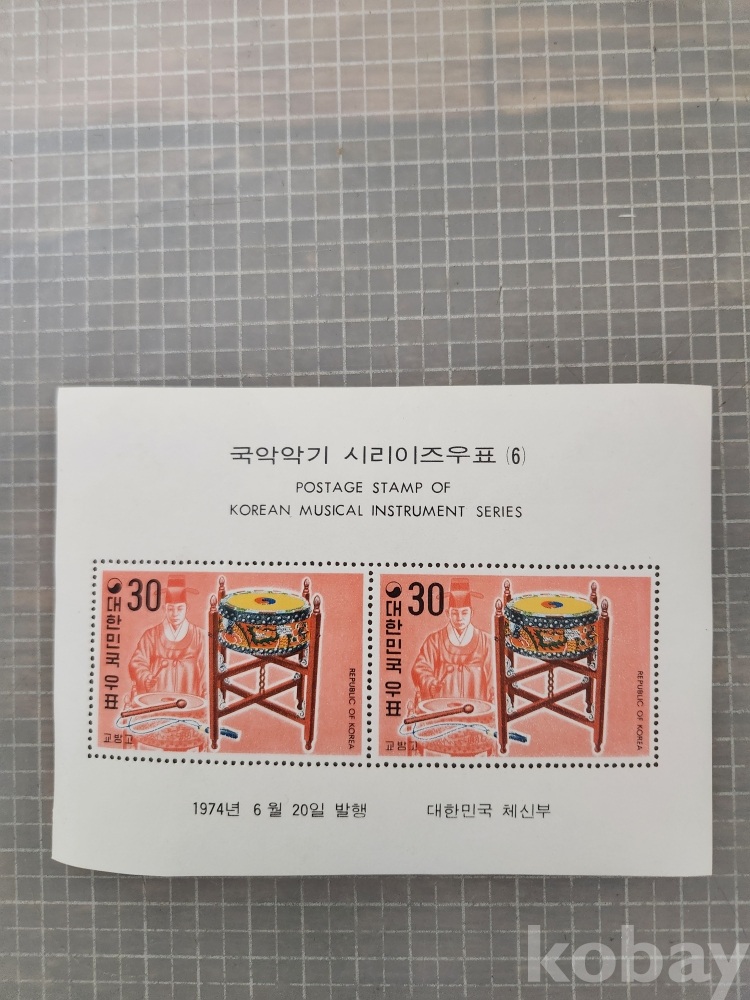 국악악기 시리이즈우표 (6)
POSTAGE STAMP OF
KOREAN MUSICAL INSTRUMENT SERIES
30
대한민국 우표
REPUBLIC OF KOREA
교방고
30
대한민국 우표
REPUBLIC OF KOREA
교방고
1974년 6월 20일 발행 대한민국 체신부
kobay